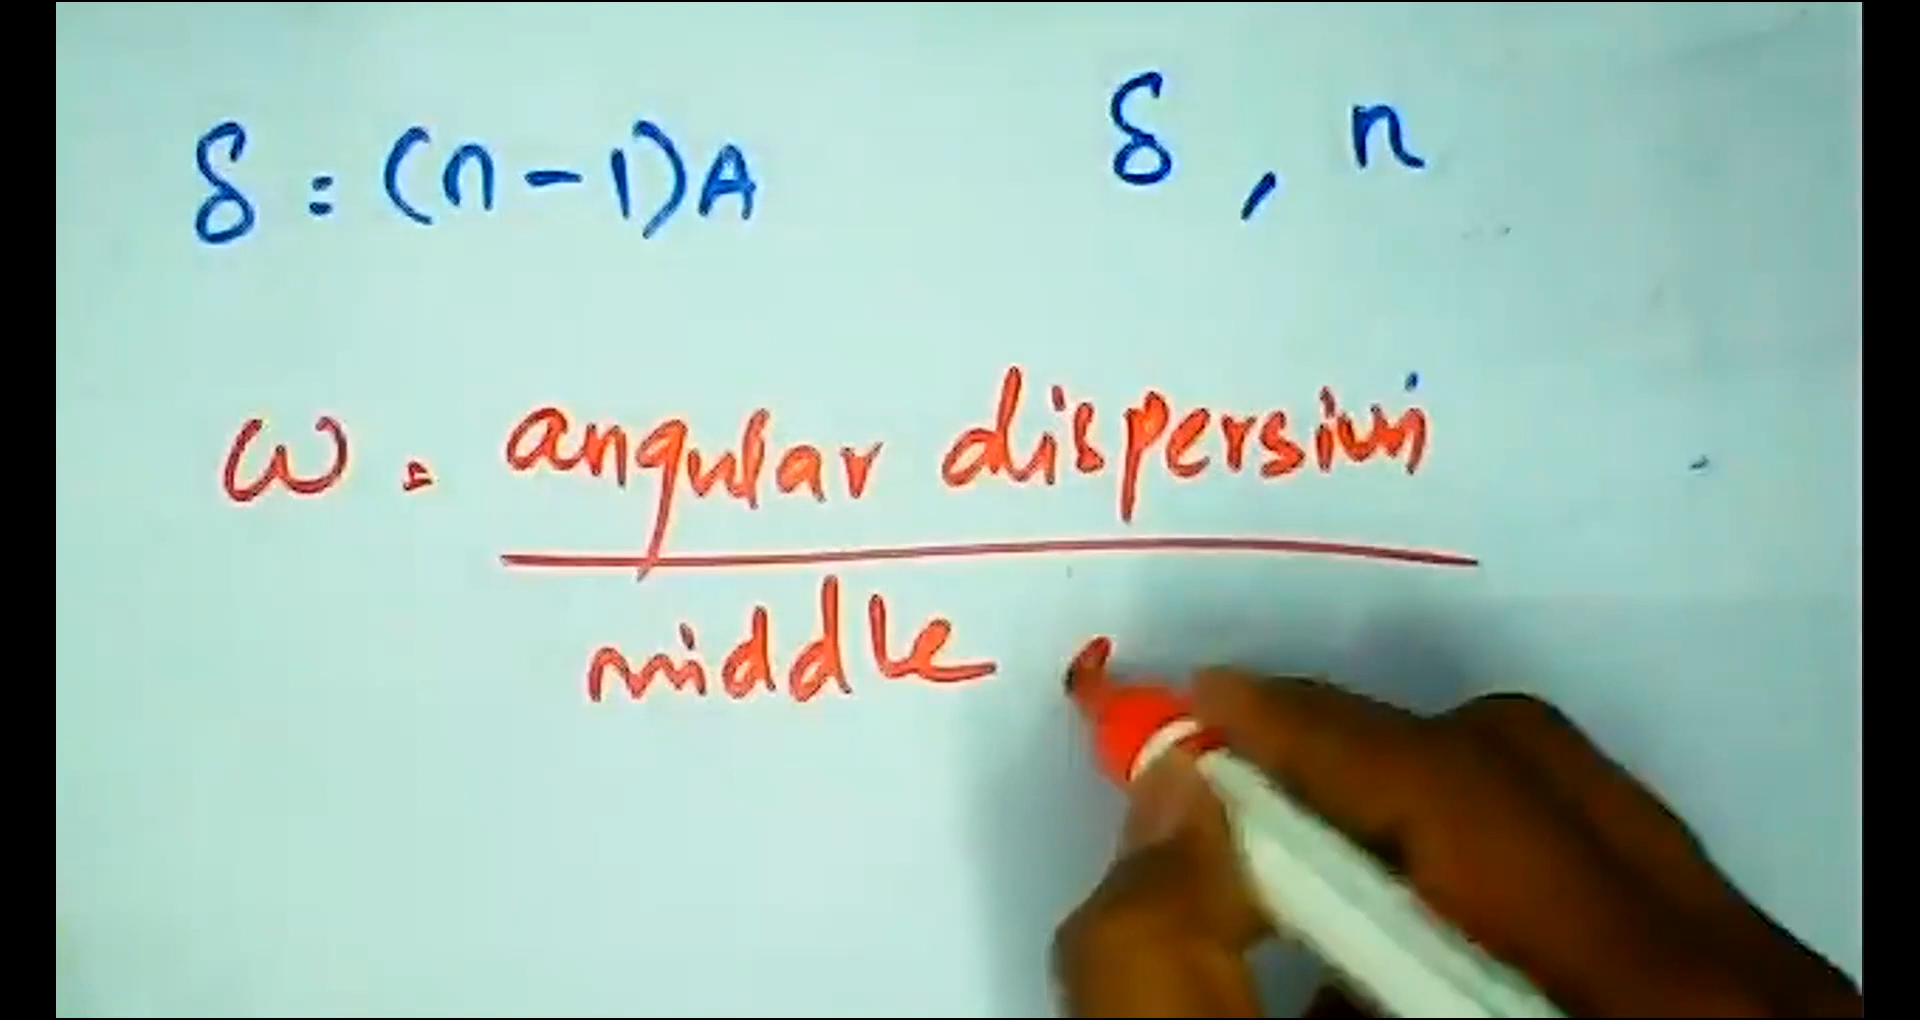 δ = (n-1)A
δ, n
ω = angular dispersion
middle